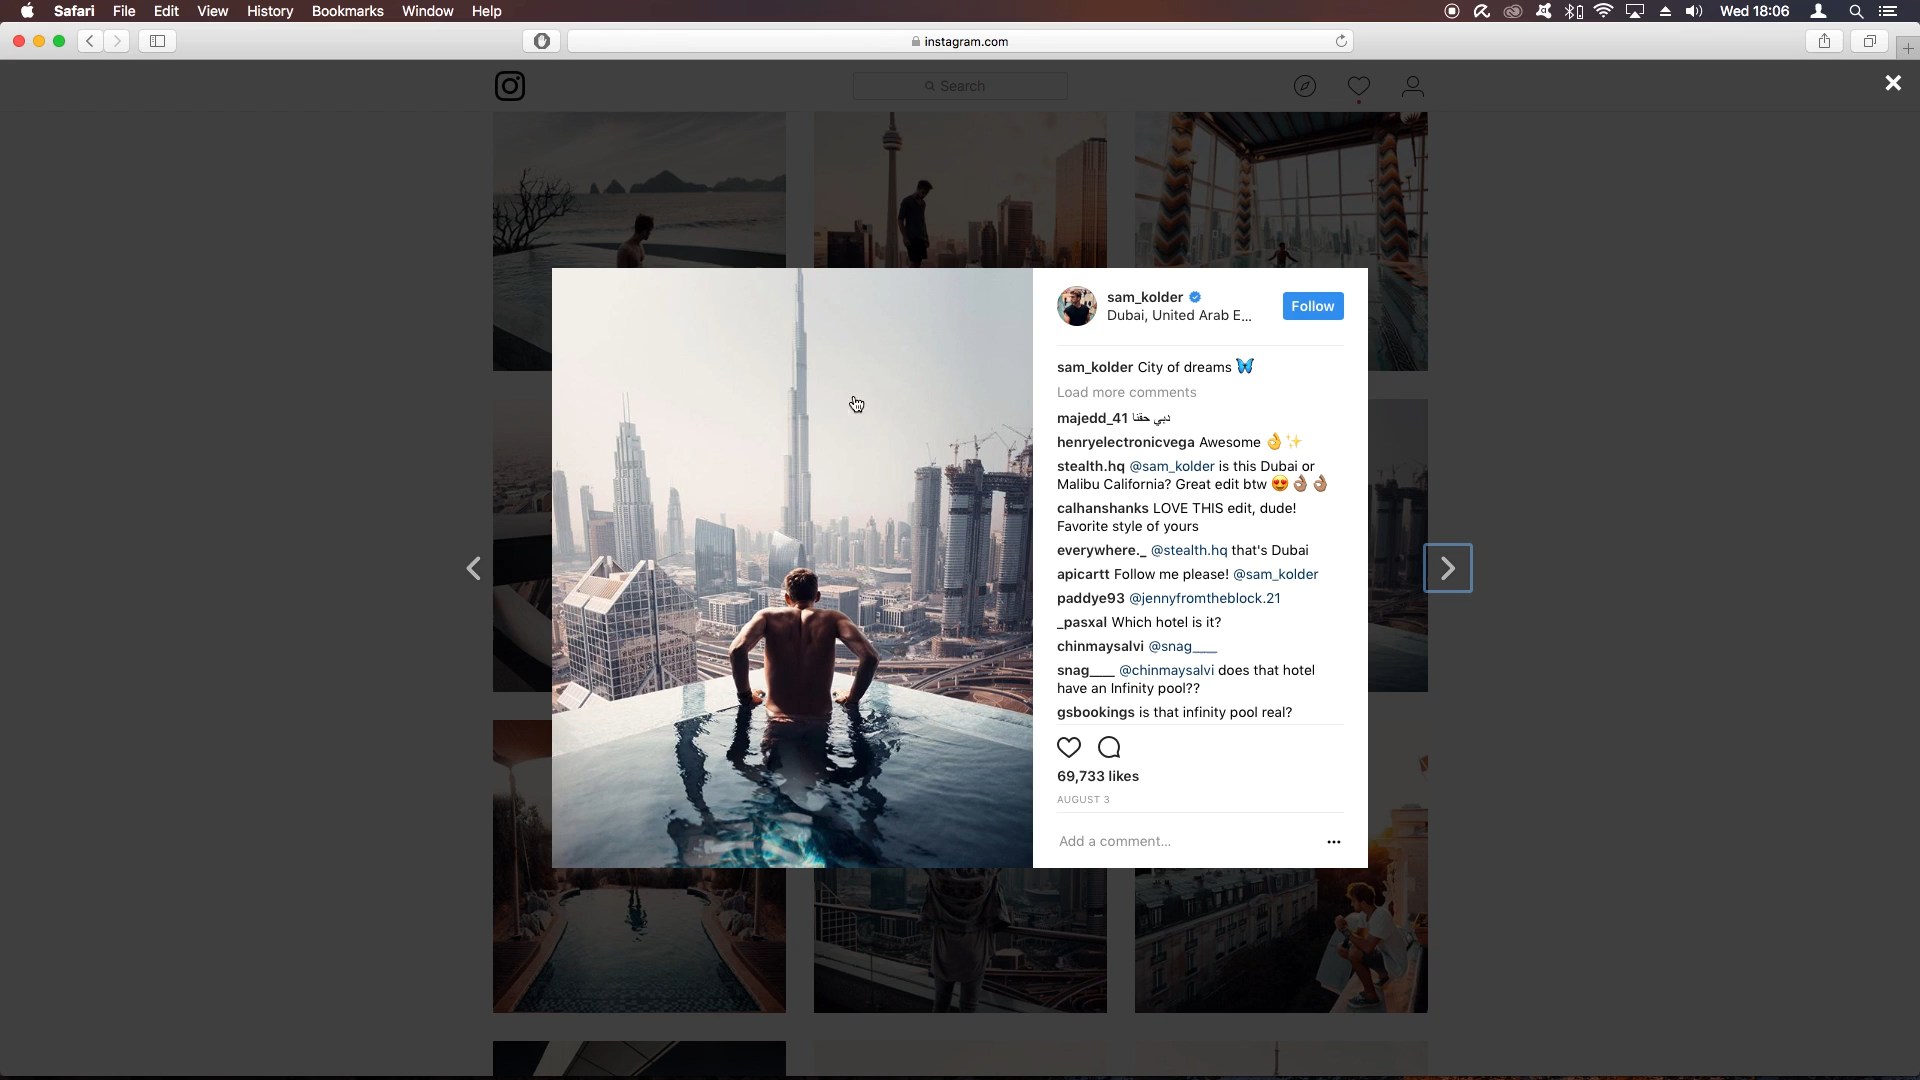 Safari File Edit View History Bookmarks Window Help Wed 18:06
instagram.com
Search
sam_kolder
Dubai, United Arab E...
Follow
sam_kolder City of dreams 🦋
Load more comments
majedd_41 دبي حقنا
henryelectronicvega Awesome 👌✨
stealth.hq @sam_kolder is this Dubai or
Malibu California? Great edit btw 😍👌🏽👌🏽
calhanshanks LOVE THIS edit, dude!
Favorite style of yours
everywhere._ @stealth.hq that's Dubai
apicartt Follow me please! @sam_kolder
paddye93 @jennyfromtheblock.21
_pasxal Which hotel is it?
chinmaysalvi @snag___
snag___ @chinmaysalvi does that hotel
have an Infinity pool??
gsbookings is that infinity pool real?
69,733 likes
AUGUST 3
Add a comment...